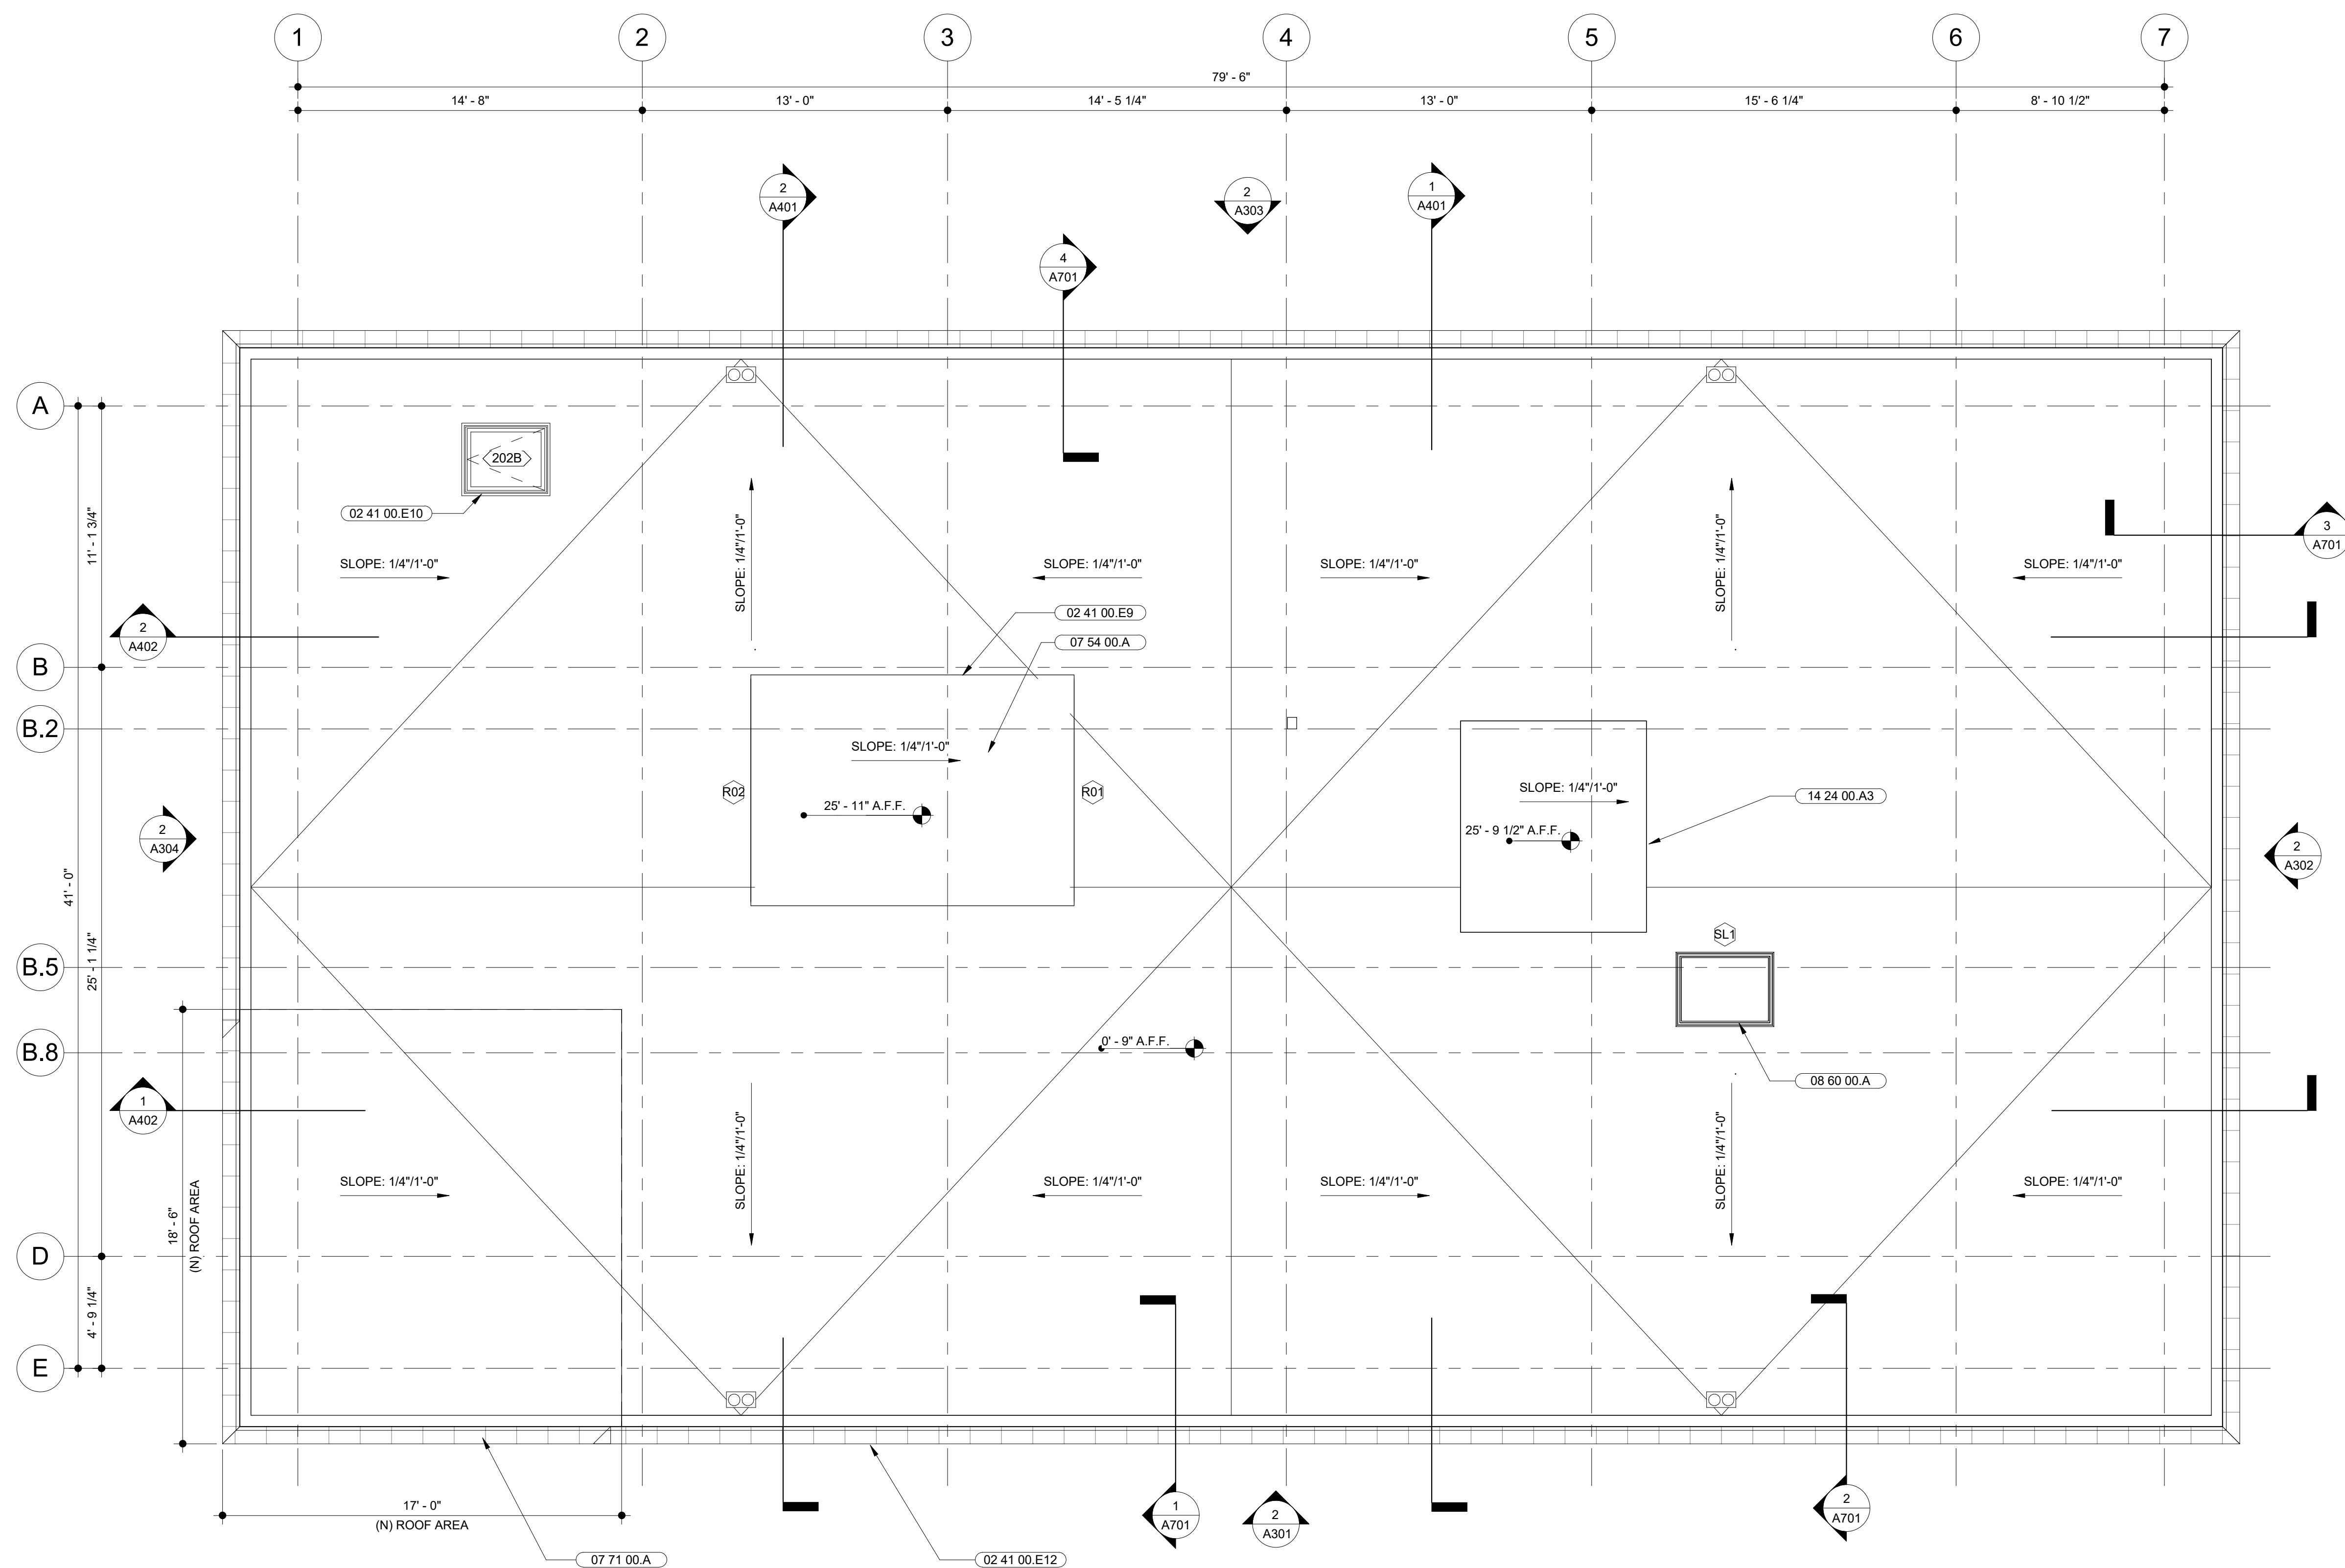 1
2
3
4
5
6
7
79' - 6"
14' - 8"
13' - 0"
14' - 5 1/4"
13' - 0"
15' - 6 1/4"
8' - 10 1/2"
2
A401
2
A303
1
A401
4
A701
A
202B
02 41 00.E10
11' - 1 3/4"
SLOPE: 1/4"/1'-0"
SLOPE: 1/4"/1'-0"
SLOPE: 1/4"/1'-0"
SLOPE: 1/4"/1'-0"
SLOPE: 1/4"/1'-0"
SLOPE: 1/4"/1'-0"
3
A701
02 41 00.E9
07 54 00.A
2
A402
B
B.2
SLOPE: 1/4"/1'-0"
R02
R01
25' - 11" A.F.F.
SLOPE: 1/4"/1'-0"
14 24 00.A3
25' - 9 1/2" A.F.F.
2
A304
2
A302
41' - 0"
25' - 1 1/4"
SL1
B.5
B.8
0' - 9" A.F.F.
08 60 00.A
1
A402
SLOPE: 1/4"/1'-0"
SLOPE: 1/4"/1'-0"
SLOPE: 1/4"/1'-0"
SLOPE: 1/4"/1'-0"
SLOPE: 1/4"/1'-0"
SLOPE: 1/4"/1'-0"
18' - 6"
(N) ROOF AREA
D
4' - 9 1/4"
E
17' - 0"
(N) ROOF AREA
1
A701
2
A301
2
A701
07 71 00.A
02 41 00.E12